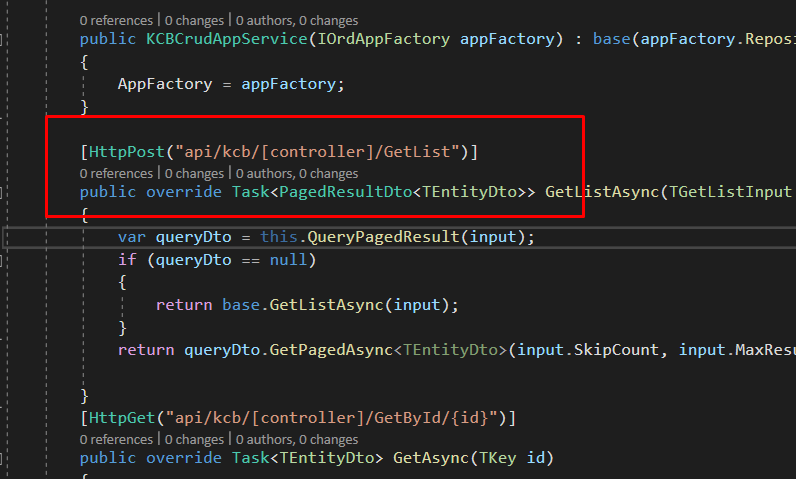 0 references | 0 changes | 0 authors, 0 changes
public KCBCrudAppService(IOrdAppFactory appFactory) : base(appFactory.Reposi
{
AppFactory = appFactory;
}
[HttpPost("api/kcb/[controller]/GetList")]
0 references | 0 changes | 0 authors, 0 changes
public override Task<PagedResultDto<TEntityDto>> GetListAsync(TGetListInput
{
var queryDto = this.QueryPagedResult(input);
if (queryDto == null)
{
return base.GetListAsync(input);
}
return queryDto.GetPagedAsync<TEntityDto>(input.SkipCount, input.MaxResu
}
[HttpGet("api/kcb/[controller]/GetById/{id}")]
0 references | 0 changes | 0 authors, 0 changes
public override Task<TEntityDto> GetAsync(TKey id)
{